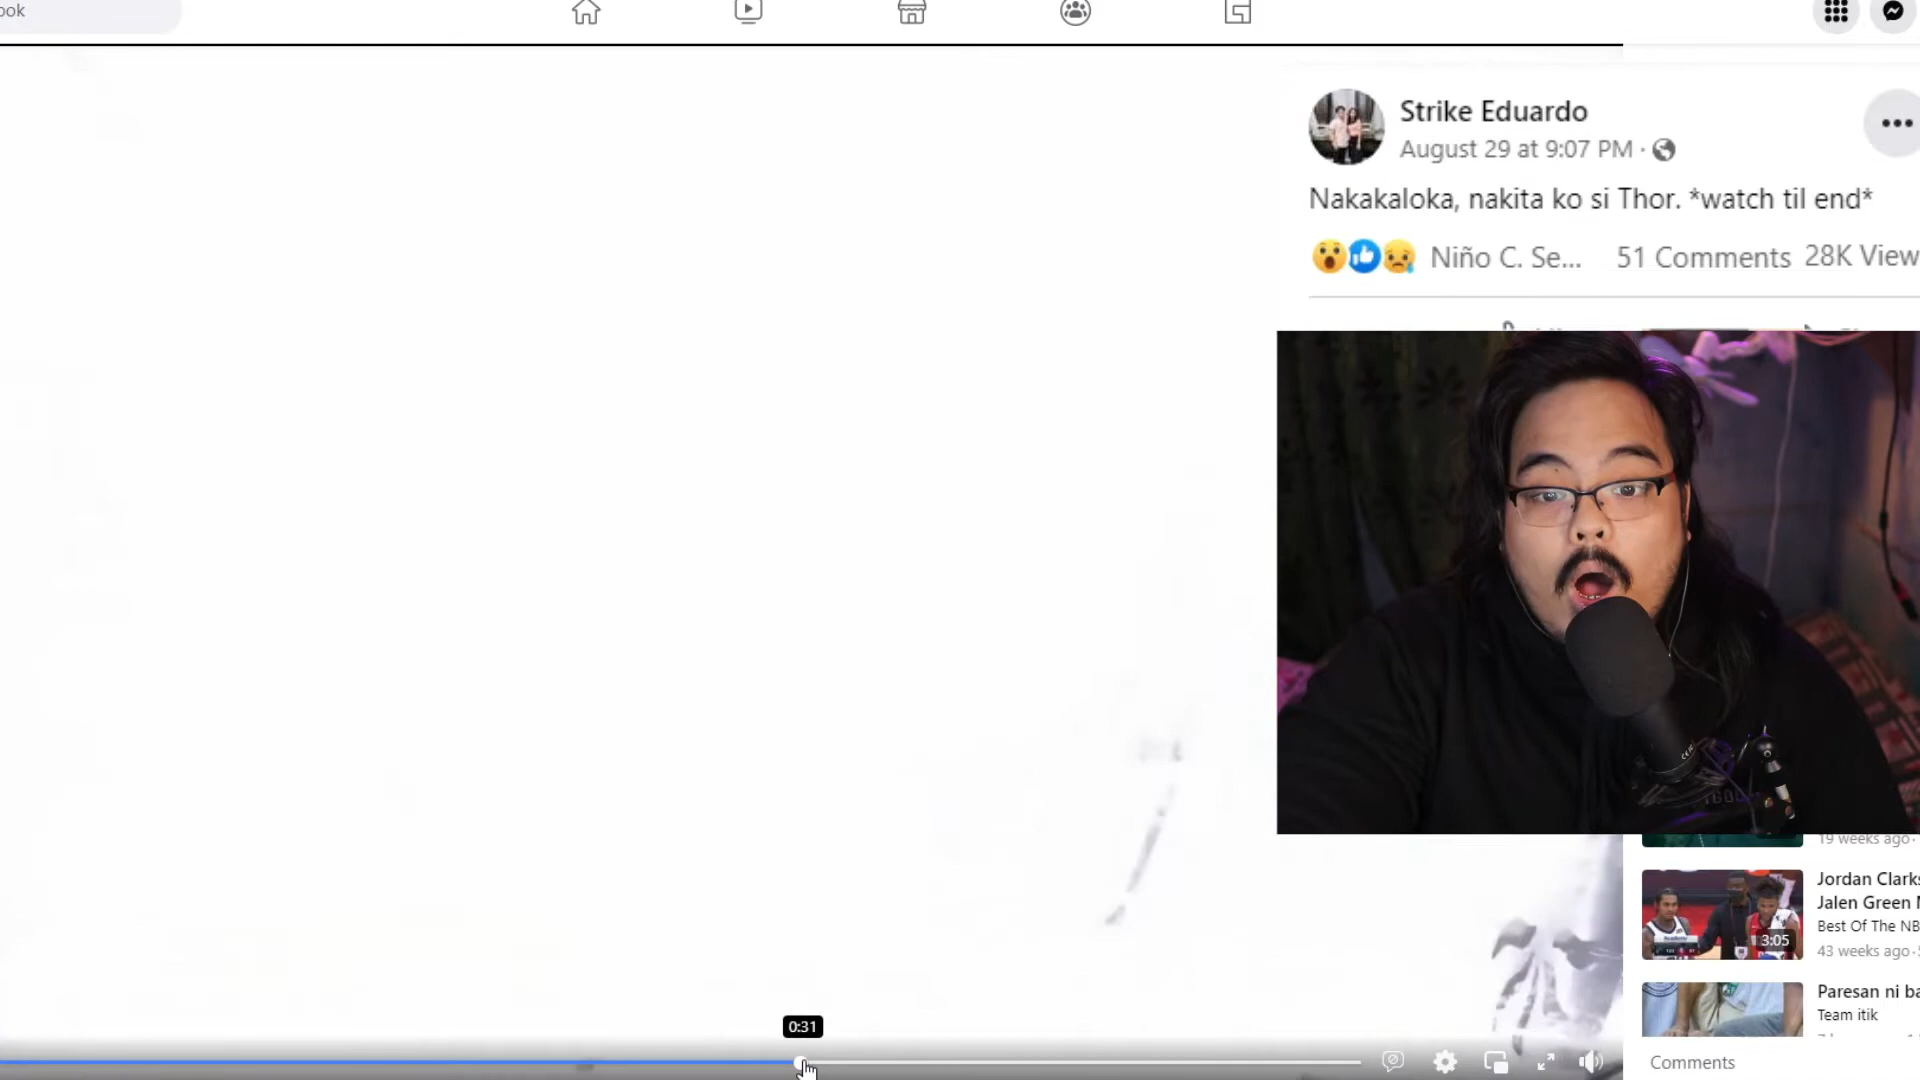 ook
Strike Eduardo
August 29 at 9:07 PM ·
Nakakaloka, nakita ko si Thor. *watch til end*
Niño C. Se... 51 Comments 28K View
19 weeks ago ·
Jordan Clark
Jalen Green
Best Of The NB
43 weeks ago ·
3:05
Paresan ni ba
Team itik
0:31
Comments